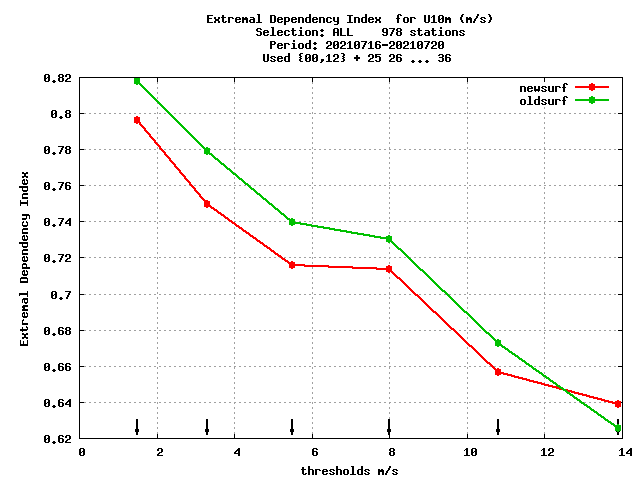 Extremal Dependency Index  for U10m (m/s)
Selection: ALL    978 stations
Period: 20210716-20210720
Used {00,12} + 25 26 ... 36
newsurf
oldsurf
0.82
0.8
0.78
0.76
0.74
0.72
0.7
0.68
0.66
0.64
0.62
Extremal Dependency Index
0 2 4 6 8 10 12 14
thresholds m/s